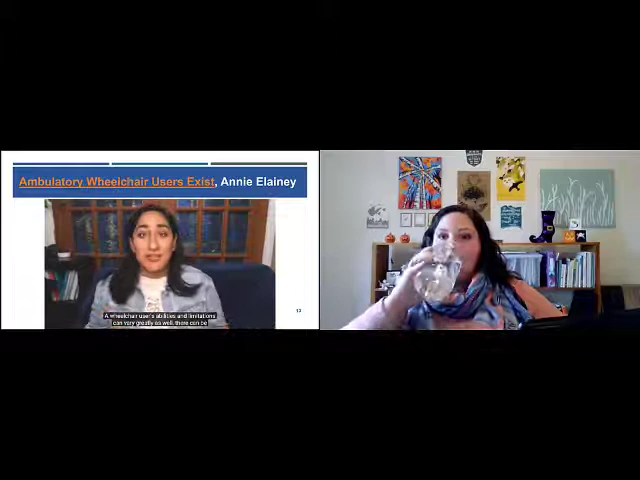 Ambulatory Wheelchair Users Exist, Annie Elainey
A wheelchair user's abilities and limitations
can vary greatly as well, there can be
12